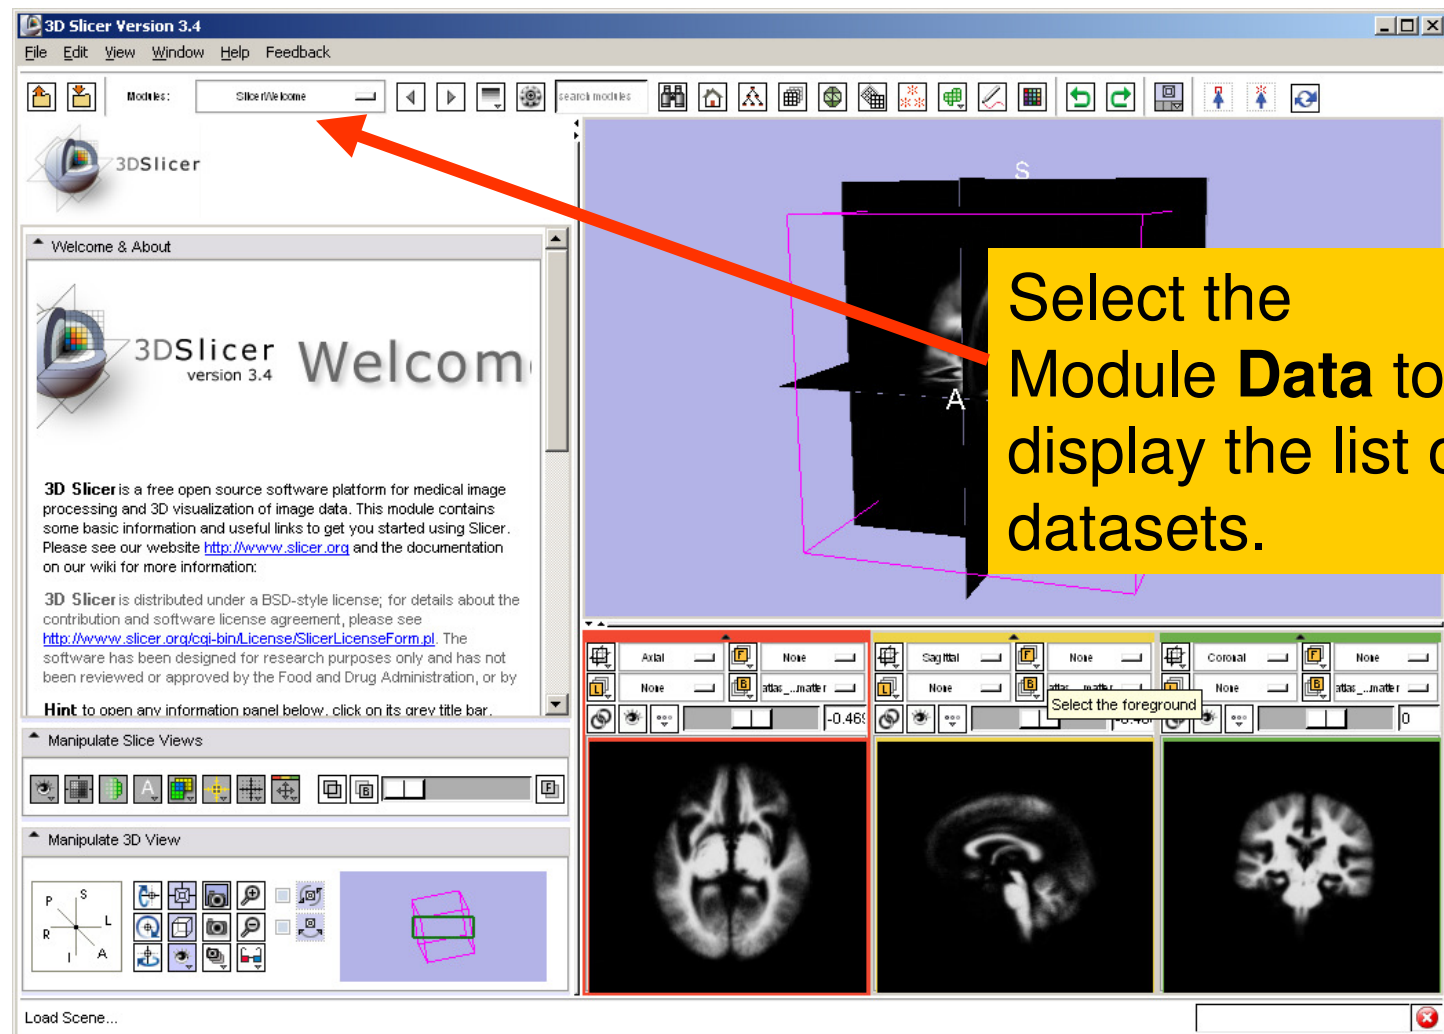 3D Slicer Version 3.4
File Edit View Window Help Feedback
Modules: SlicerWelcome search modules
3DSlicer
Welcome & About
3DSlicer Welcom
version 3.4
3D Slicer is a free open source software platform for medical image
processing and 3D visualization of image data. This module contains
some basic information and useful links to get you started using Slicer.
Please see our website http://www.slicer.org and the documentation
on our wiki for more information:
3D Slicer is distributed under a BSD-style license; for details about the
contribution and software license agreement, please see
http://www.slicer.org/cgi-bin/License/SlicerLicenseForm.pl. The
software has been designed for research purposes only and has not
been reviewed or approved by the Food and Drug Administration, or by
Hint to open any information panel below, click on its grey title bar.
Manipulate Slice Views
A B F
Manipulate 3D View
P S
R L
I A
S
A
Select the
Module Data to
display the list o
datasets.
Axial F None
L None B atlas_...matter
-0.469
Sagittal F None
L None B atlas_...matter
Select the foreground
Coronal F None
L None B atlas_...matter
0
Load Scene...